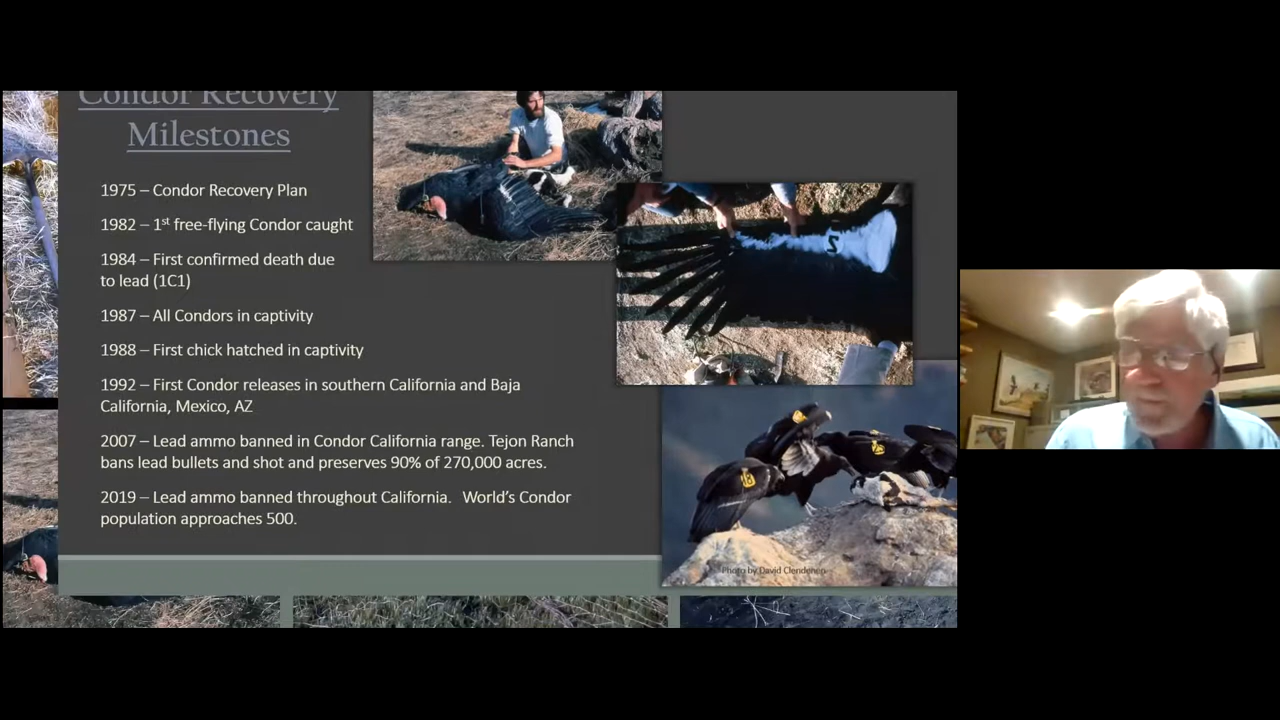 Condor Recovery
Milestones
1975 – Condor Recovery Plan
1982 – 1st free-flying Condor caught
1984 – First confirmed death due
to lead (1C1)
1987 – All Condors in captivity
1988 – First chick hatched in captivity
1992 – First Condor releases in southern California and Baja
California, Mexico, AZ
2007 – Lead ammo banned in Condor California range. Tejon Ranch
bans lead bullets and shot and preserves 90% of 270,000 acres.
2019 – Lead ammo banned throughout California.   World's Condor
population approaches 500.
Photo by David Clendenen